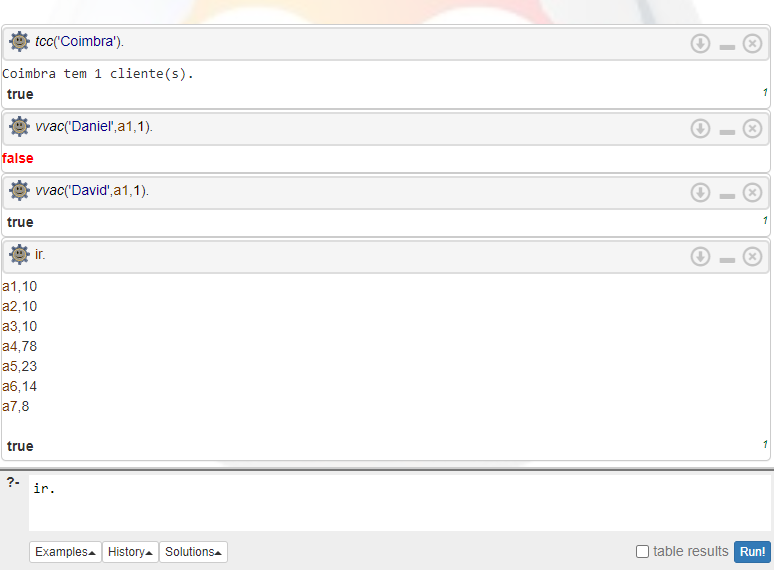 tcc('Coimbra').
Coimbra tem 1 cliente(s).
true 1
vvac('Daniel',a1,1).
false
vvac('David',a1,1).
true 1
ir.
a1,10
a2,10
a3,10
a4,78
a5,23
a6,14
a7,8
true 1
?- ir.
Examples History Solutions table results Run!